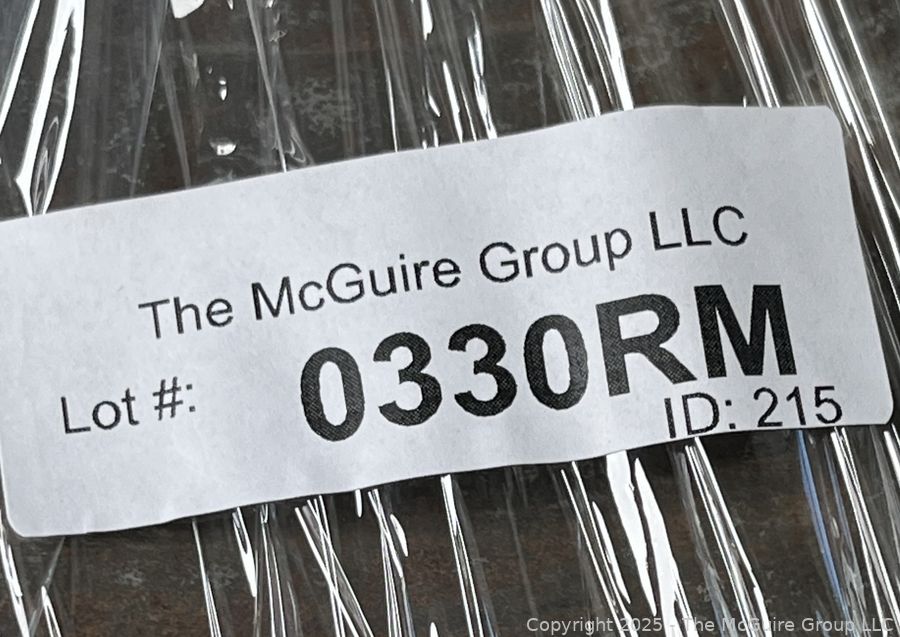 The McGuire Group LLC
Lot #: 0330RM
ID: 215
Copyright 2025 - The McGuire Group LLC